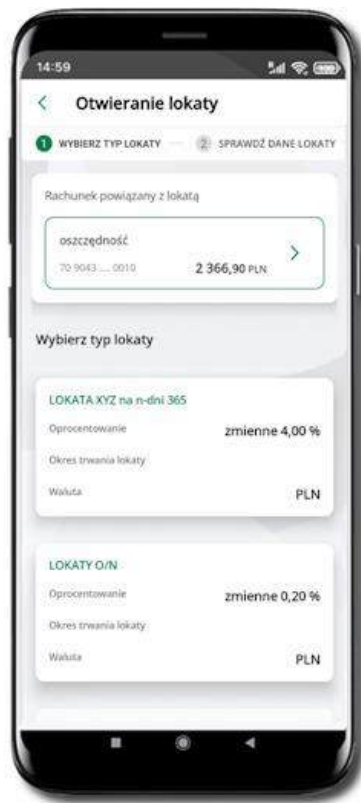 14:59
Otwieranie lokaty
1 WYBIERZ TYP LOKATY 2 SPRAWDŹ DANE LOKATY
Rachunek powiązany z lokatą
oszczędność
70 9043 .... 0010 2 366,90 PLN
Wybierz typ lokaty
LOKATA XYZ na n-dni 365
Oprocentowanie zmienne 4,00 %
Okres trwania lokaty
Waluta PLN
LOKATY O/N
Oprocentowanie zmienne 0,20 %
Okres trwania lokaty
Waluta PLN